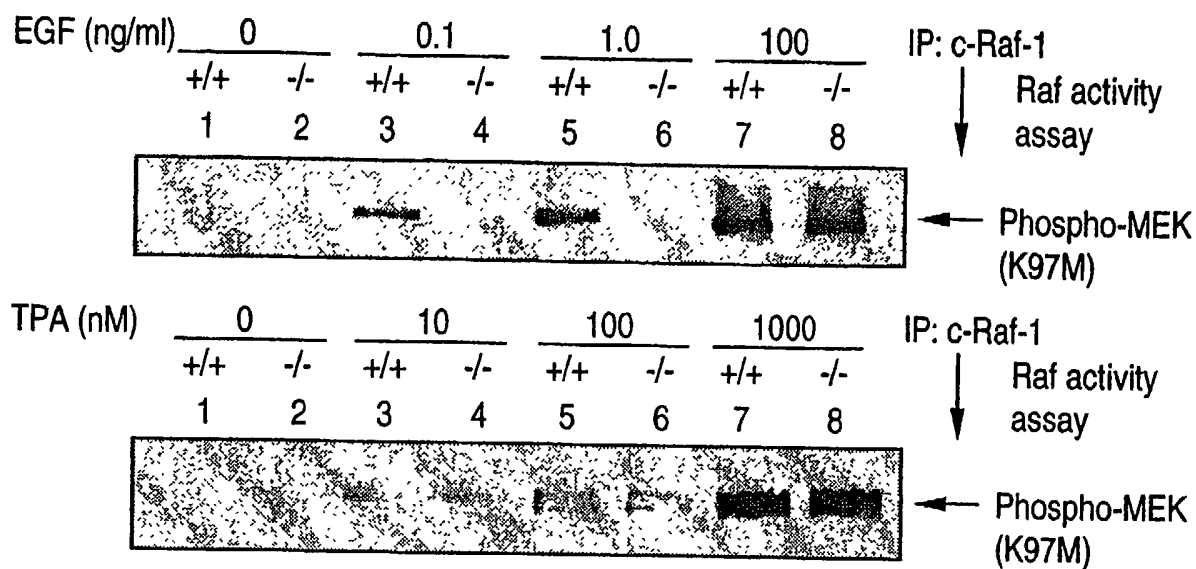 EGF (ng/ml) 0 0.1 1.0 100 IP: c-Raf-1
+/+ -/- +/+ -/- +/+ -/- +/+ -/- Raf activity
1 2 3 4 5 6 7 8 assay
Phospho-MEK
(K97M)
TPA (nM) 0 10 100 1000 IP: c-Raf-1
+/+ -/- +/+ -/- +/+ -/- +/+ -/- Raf activity
1 2 3 4 5 6 7 8 assay
Phospho-MEK
(K97M)